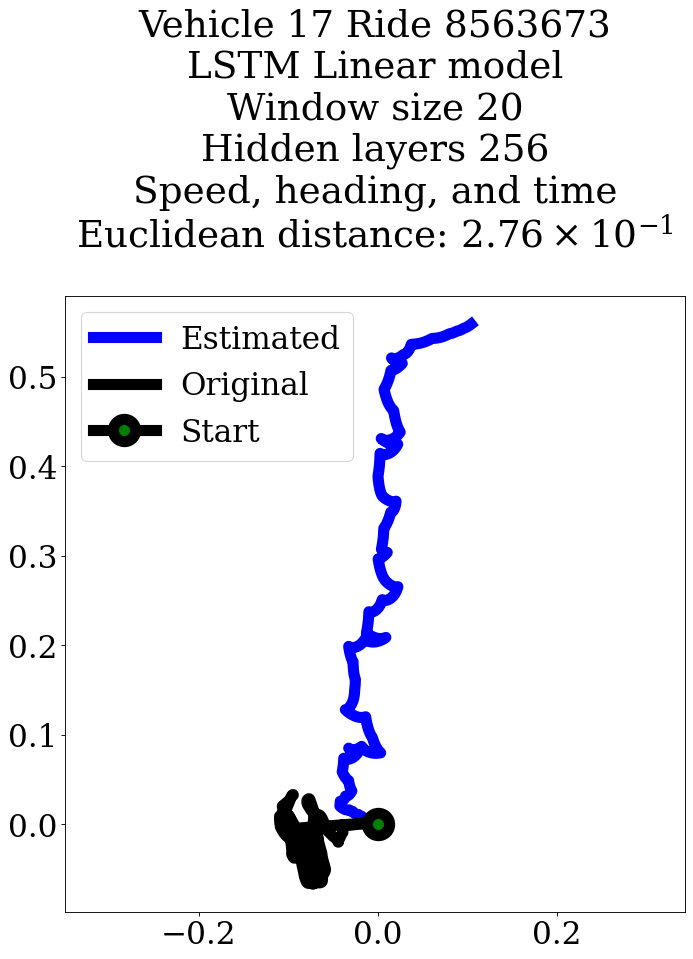 Vehicle 17 Ride 8563673
LSTM Linear model
Window size 20
Hidden layers 256
Speed, heading, and time
Euclidean distance: 2.76 × 10⁻¹
Estimated
Original
Start
0.5
0.4
0.3
0.2
0.1
0.0
−0.2 0.0 0.2